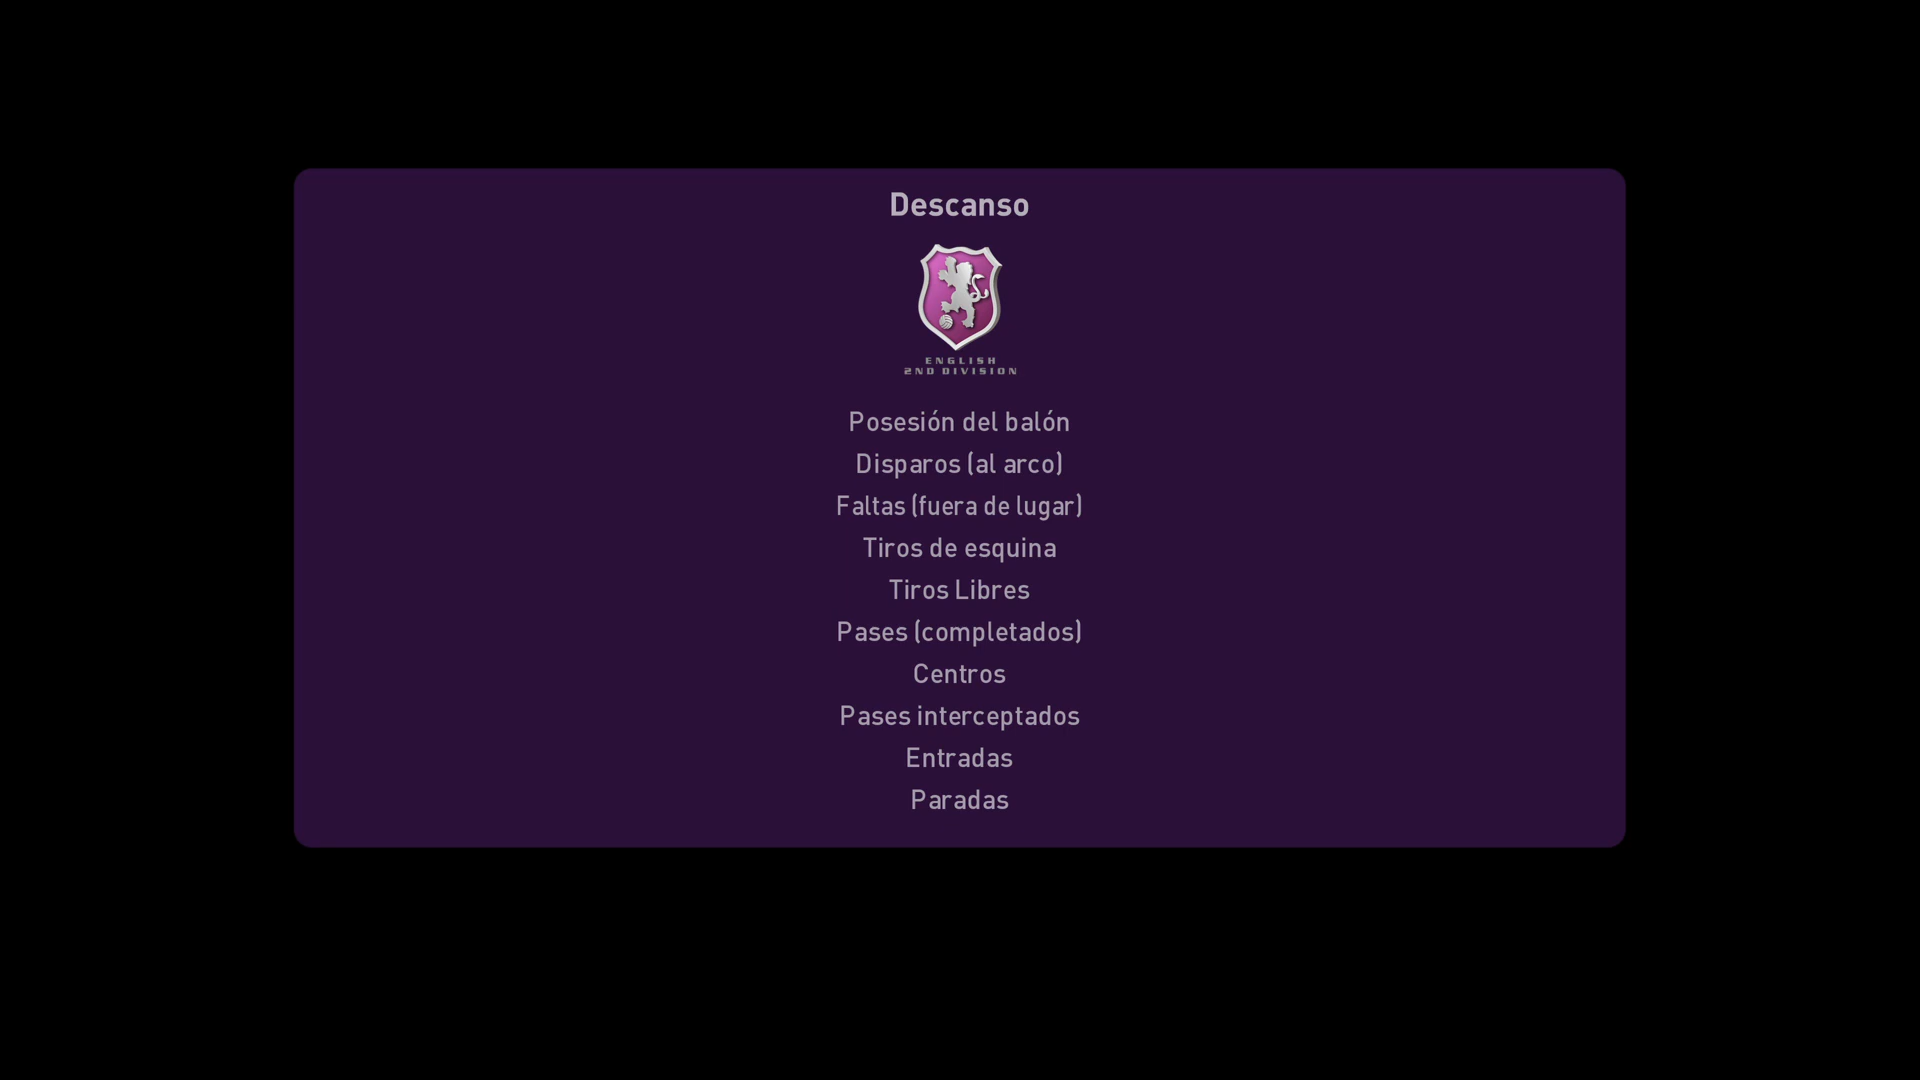 Descanso
ENGLISH
2ND DIVISION
Posesión del balón
Disparos (al arco)
Faltas (fuera de lugar)
Tiros de esquina
Tiros Libres
Pases (completados)
Centros
Pases interceptados
Entradas
Paradas